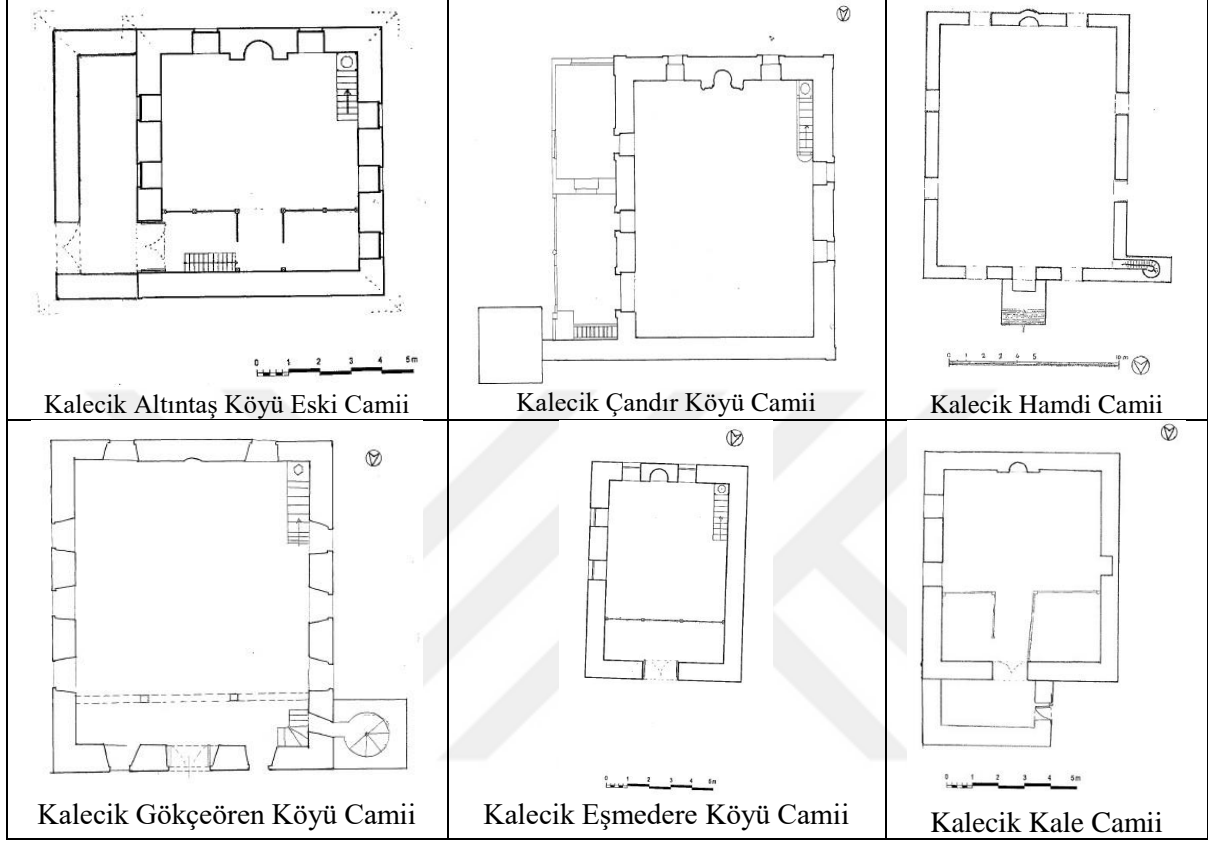 0 1 2 3 4 5m
Kalecik Altıntaş Köyü Eski Camii
Kalecik Çandır Köyü Camii
0 1 2 3 4 5 10 m
Kalecik Hamdi Camii
Kalecik Gökçeören Köyü Camii
0 1 2 3 4 5m
Kalecik Eşmedere Köyü Camii
0 1 2 3 4 5m
Kalecik Kale Camii